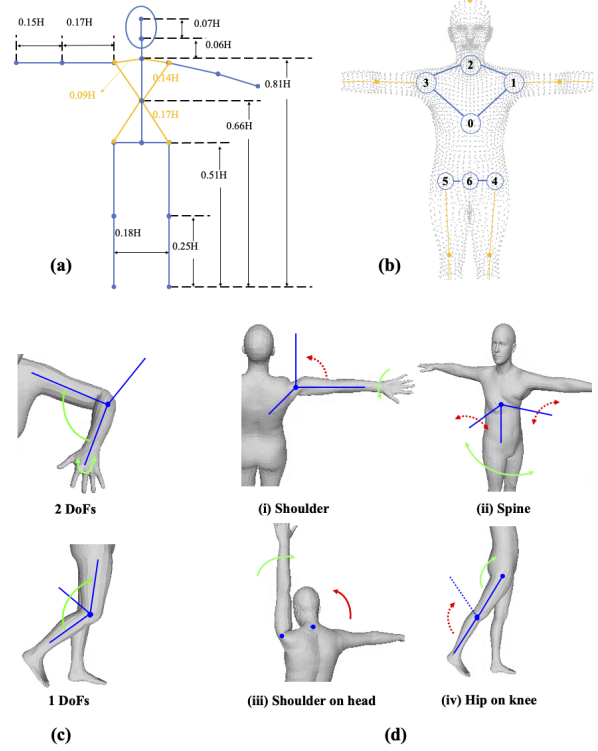 0.15H
0.17H
0.07H
0.06H
0.14H
0.09H
0.81H
0.17H
0.66H
0.51H
0.18H
0.25H
(a)
2
3
1
0
5
6
4
(b)
2 DoFs
(i) Shoulder
(ii) Spine
1 DoFs
(iii) Shoulder on head
(iv) Hip on knee
(c)
(d)